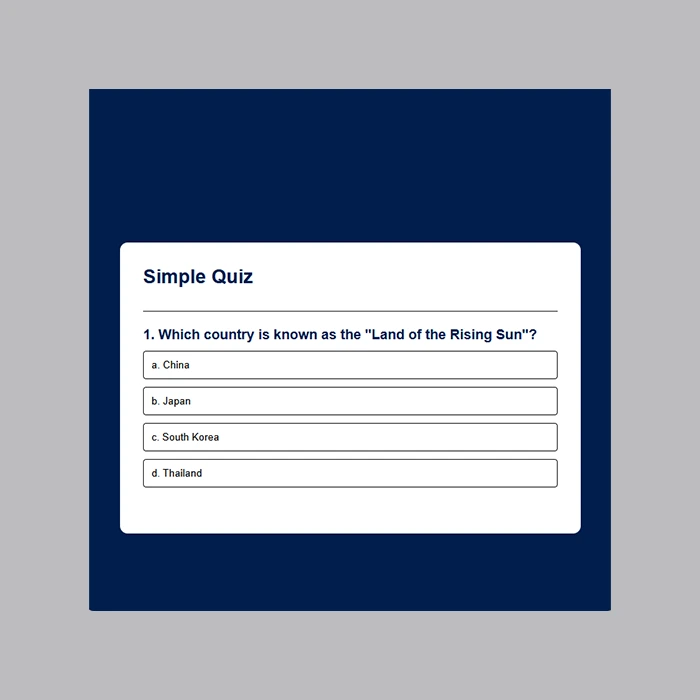 Simple Quiz
1. Which country is known as the "Land of the Rising Sun"?
a. China
b. Japan
c. South Korea
d. Thailand